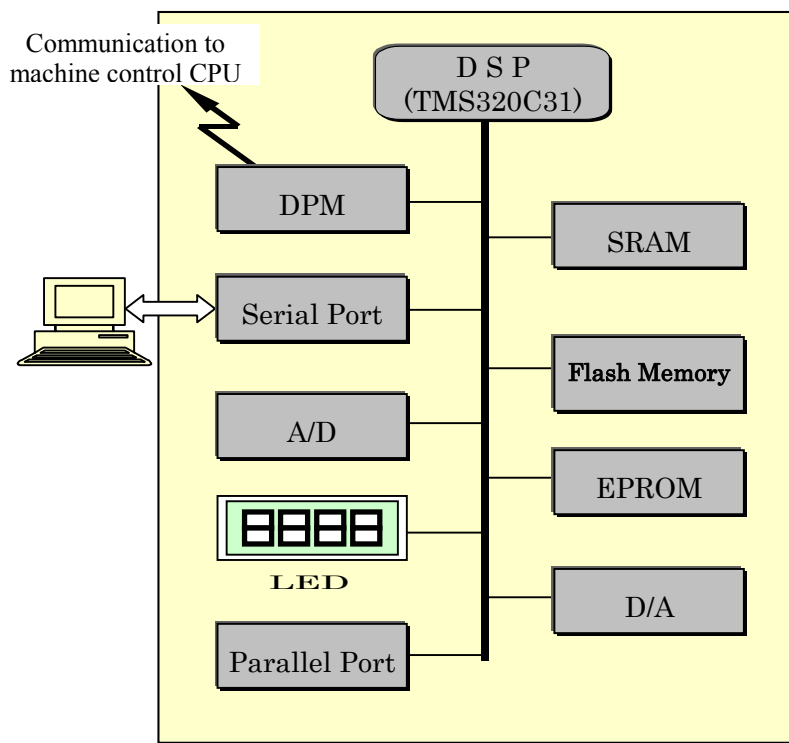 Communication to
machine control CPU
D S P
(TMS320C31)
DPM
SRAM
Serial Port
Flash Memory
A/D
EPROM
8888
LED
D/A
Parallel Port